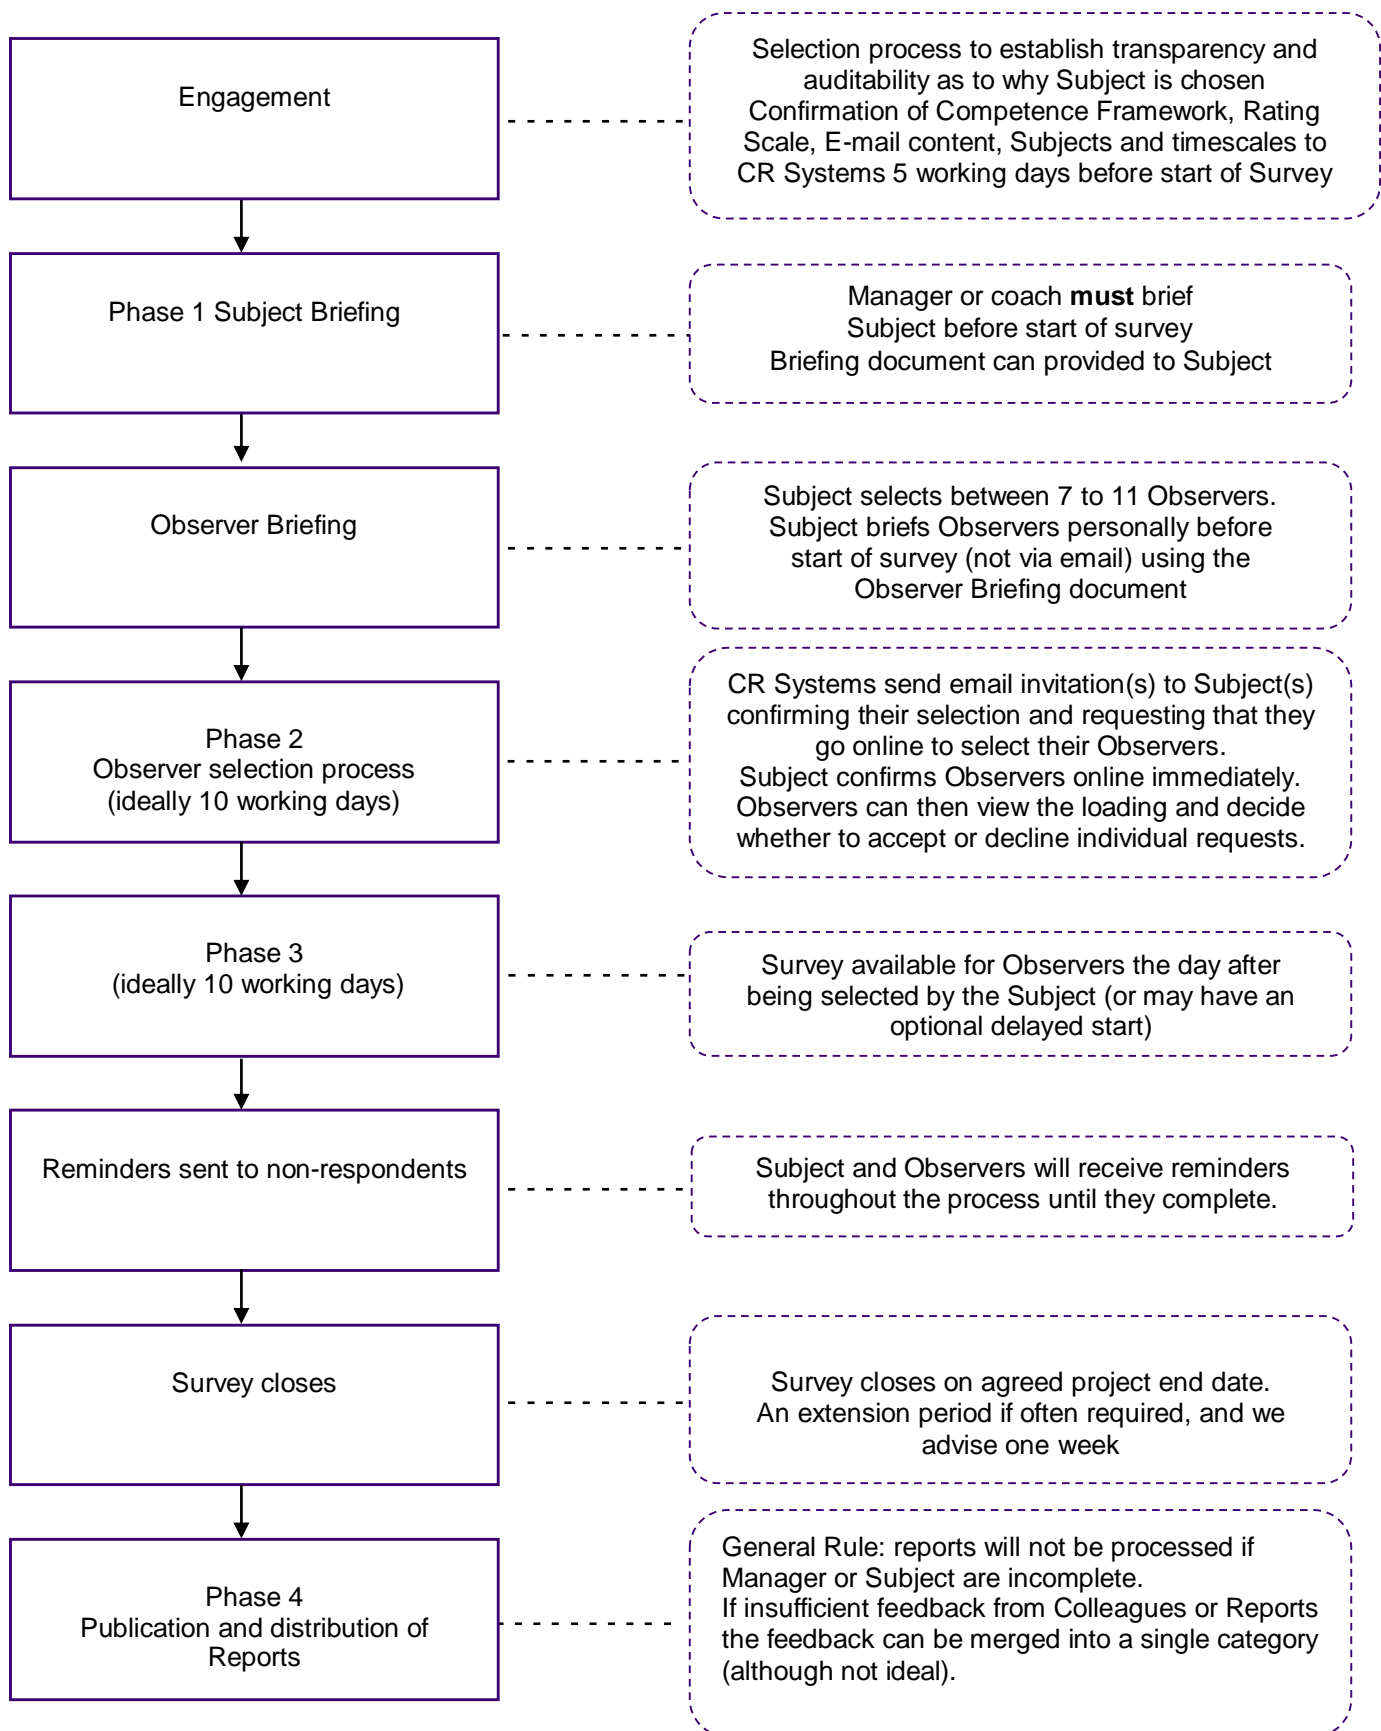 Engagement
Selection process to establish transparency and
auditability as to why Subject is chosen
Confirmation of Competence Framework, Rating
Scale, E-mail content, Subjects and timescales to
CR Systems 5 working days before start of Survey
Phase 1 Subject Briefing
Manager or coach must brief
Subject before start of survey
Briefing document can provided to Subject
Observer Briefing
Subject selects between 7 to 11 Observers.
Subject briefs Observers personally before
start of survey (not via email) using the
Observer Briefing document
Phase 2
Observer selection process
(ideally 10 working days)
CR Systems send email invitation(s) to Subject(s)
confirming their selection and requesting that they
go online to select their Observers.
Subject confirms Observers online immediately.
Observers can then view the loading and decide
whether to accept or decline individual requests.
Phase 3
(ideally 10 working days)
Survey available for Observers the day after
being selected by the Subject (or may have an
optional delayed start)
Reminders sent to non-respondents
Subject and Observers will receive reminders
throughout the process until they complete.
Survey closes
Survey closes on agreed project end date.
An extension period if often required, and we
advise one week
Phase 4
Publication and distribution of
Reports
General Rule: reports will not be processed if
Manager or Subject are incomplete.
If insufficient feedback from Colleagues or Reports
the feedback can be merged into a single category
(although not ideal).